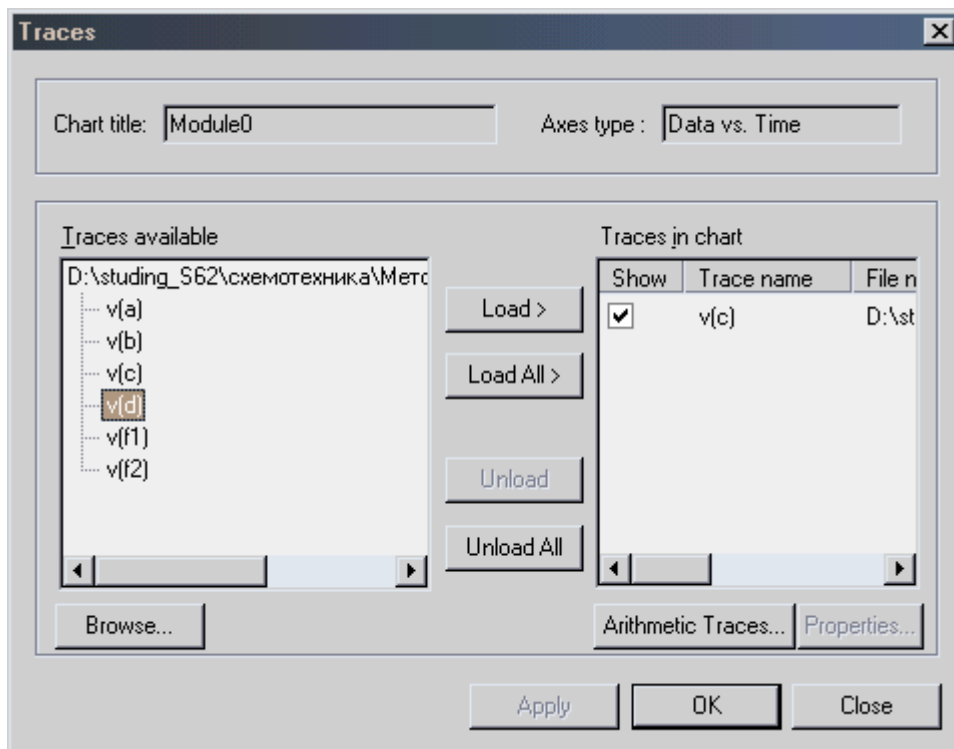 Traces
Chart title: Module0 Axes type : Data vs. Time
Traces available
D:\studing_S62\схемотехника\Мето
v(a)
v(b)
v(c)
v(d)
v(f1)
v(f2)
Load >
Load All >
Unload
Unload All
Traces in chart
Show Trace name File n
v(c) D:\st
Browse...
Arithmetic Traces... Properties...
Apply OK Close